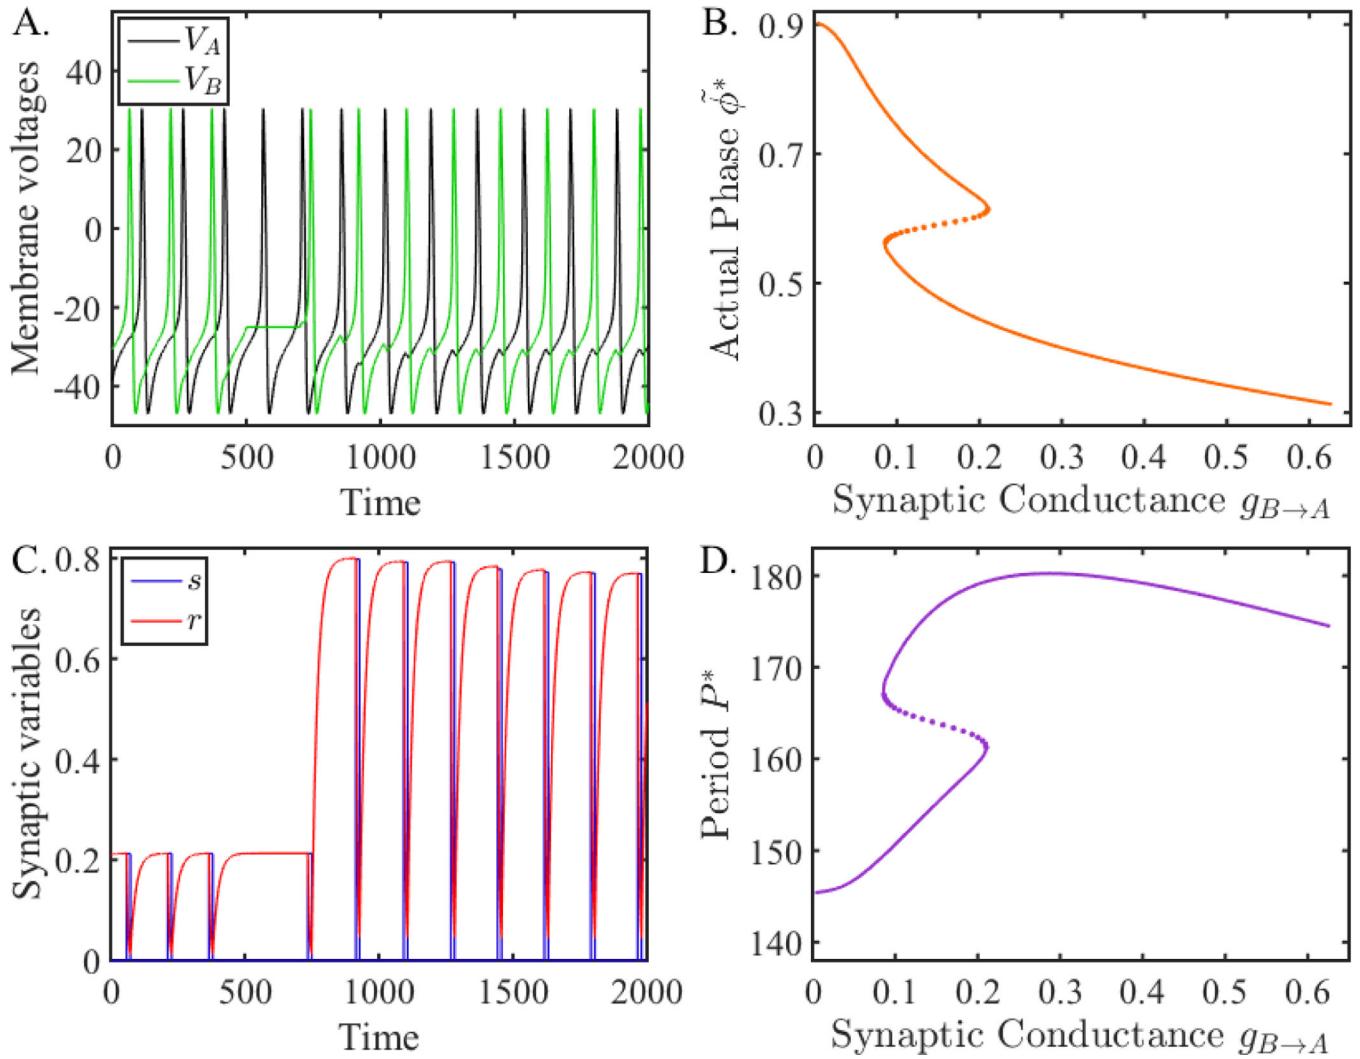 A.
V_A
V_B
40
20
0
-20
-40
Membrane voltages
0 500 1000 1500 2000
Time
B.
0.9
0.7
0.5
0.3
Actual Phase ϕ̃*
0 0.1 0.2 0.3 0.4 0.5 0.6
Synaptic Conductance g_{B→A}
C.
s
r
0.8
0.6
0.4
0.2
0
Synaptic variables
0 500 1000 1500 2000
Time
D.
180
170
160
150
140
Period P*
0 0.1 0.2 0.3 0.4 0.5 0.6
Synaptic Conductance g_{B→A}